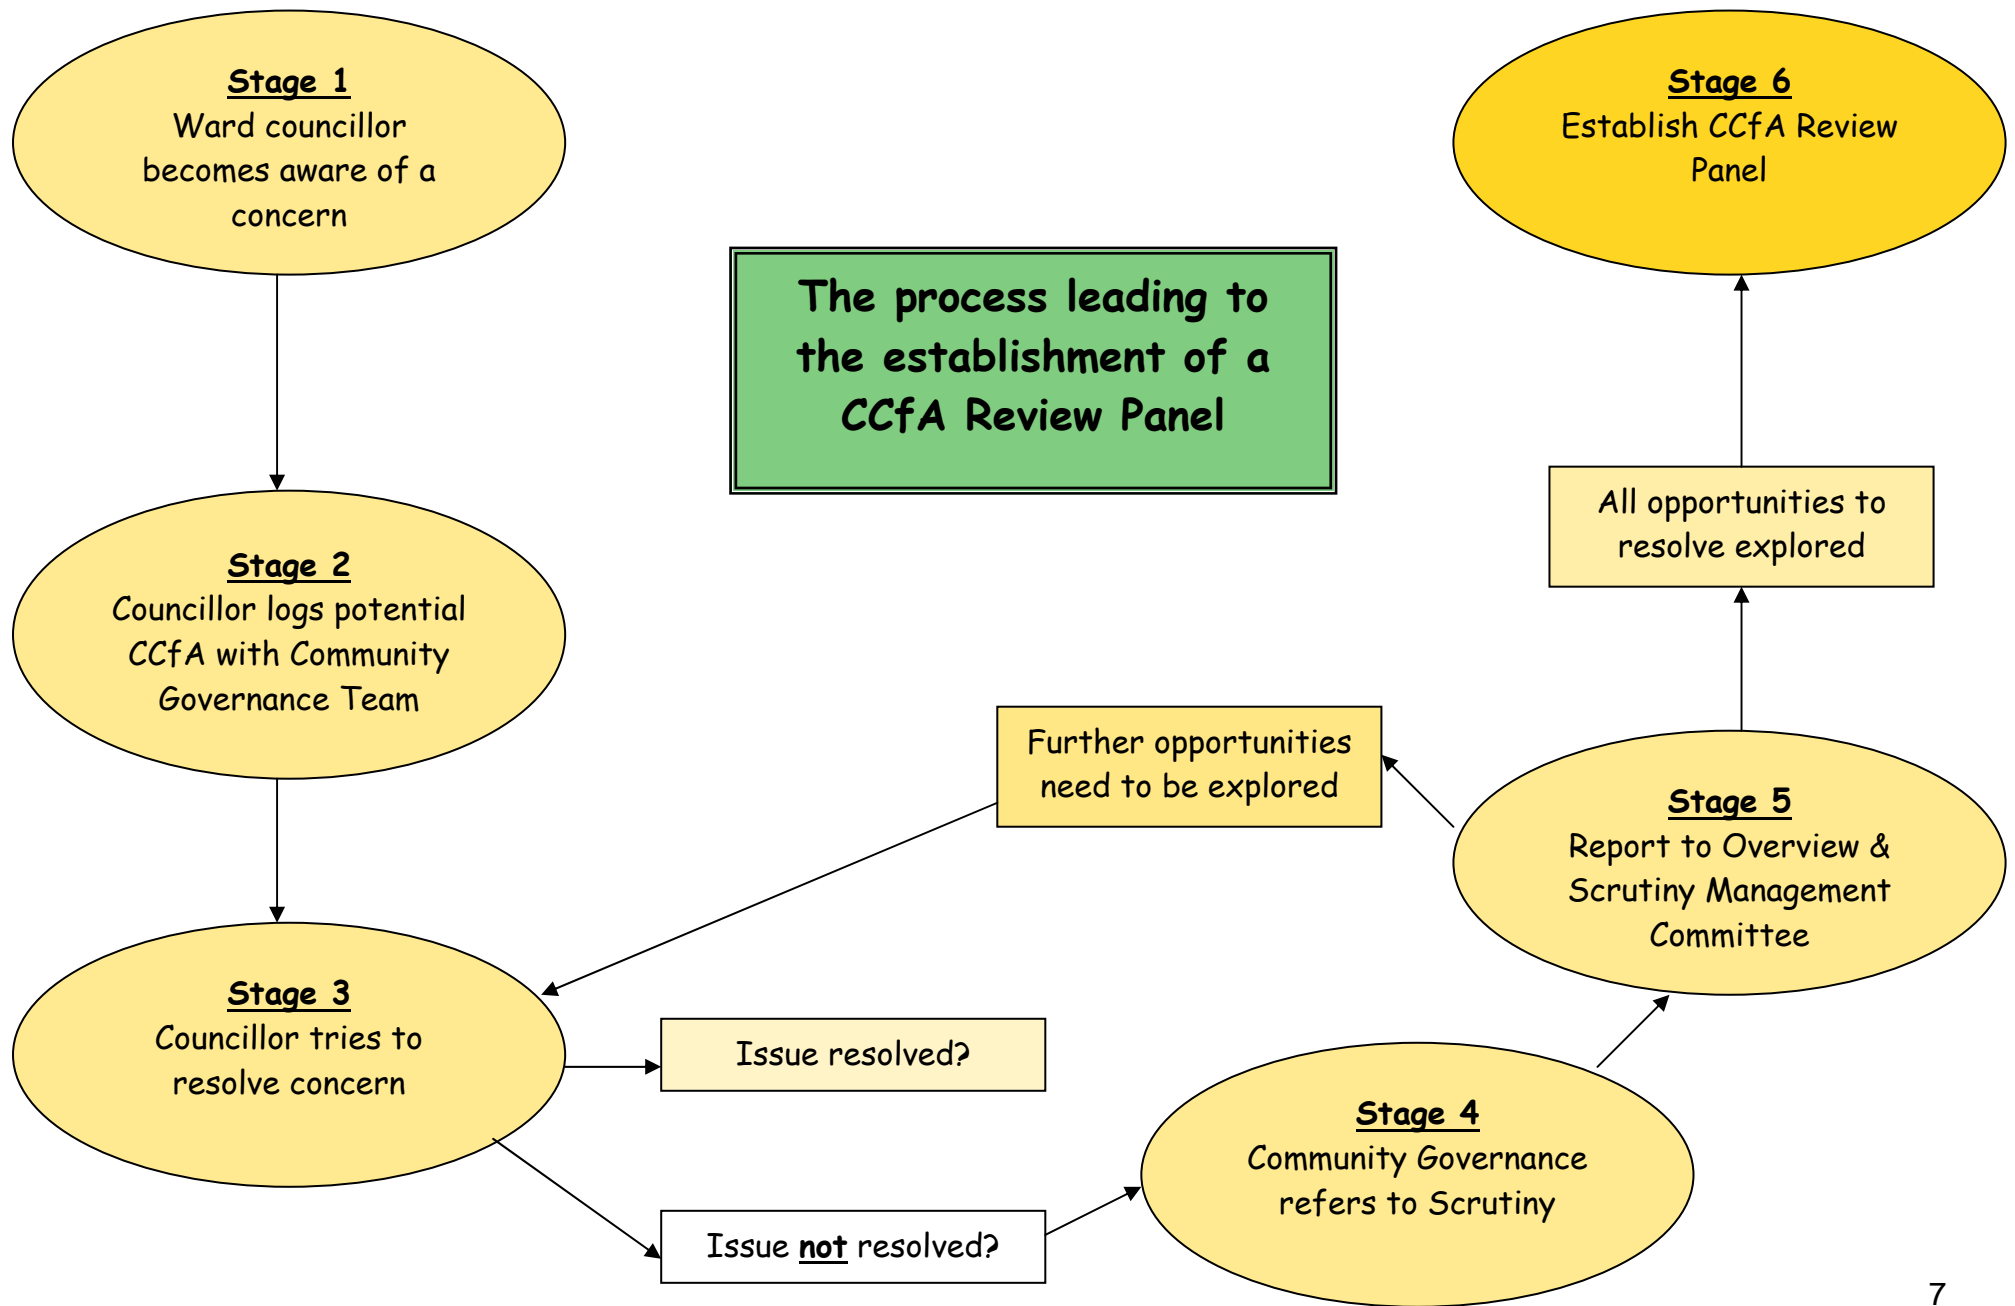 Stage 1
Ward councillor
becomes aware of a
concern
Stage 6
Establish CCfA Review
Panel
The process leading to
the establishment of a
CCfA Review Panel
All opportunities to
resolve explored
Stage 2
Councillor logs potential
CCfA with Community
Governance Team
Further opportunities
need to be explored
Stage 5
Report to Overview &
Scrutiny Management
Committee
Stage 3
Councillor tries to
resolve concern
Issue resolved?
Stage 4
Community Governance
refers to Scrutiny
Issue not resolved?
7